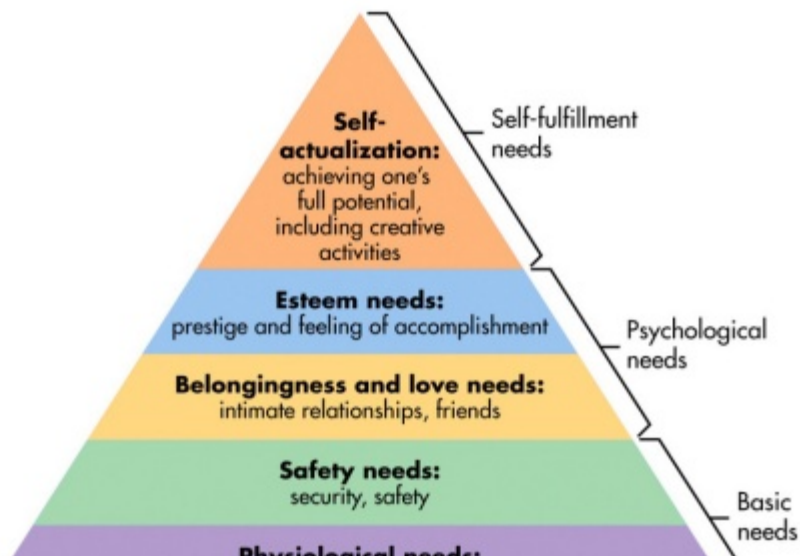 Self-
actualization:
achieving one's
full potential,
including creative
activities
Self-fulfillment
needs
Esteem needs:
prestige and feeling of accomplishment
Psychological
needs
Belongingness and love needs:
intimate relationships, friends
Safety needs:
security, safety
Basic
needs
Physiological needs: